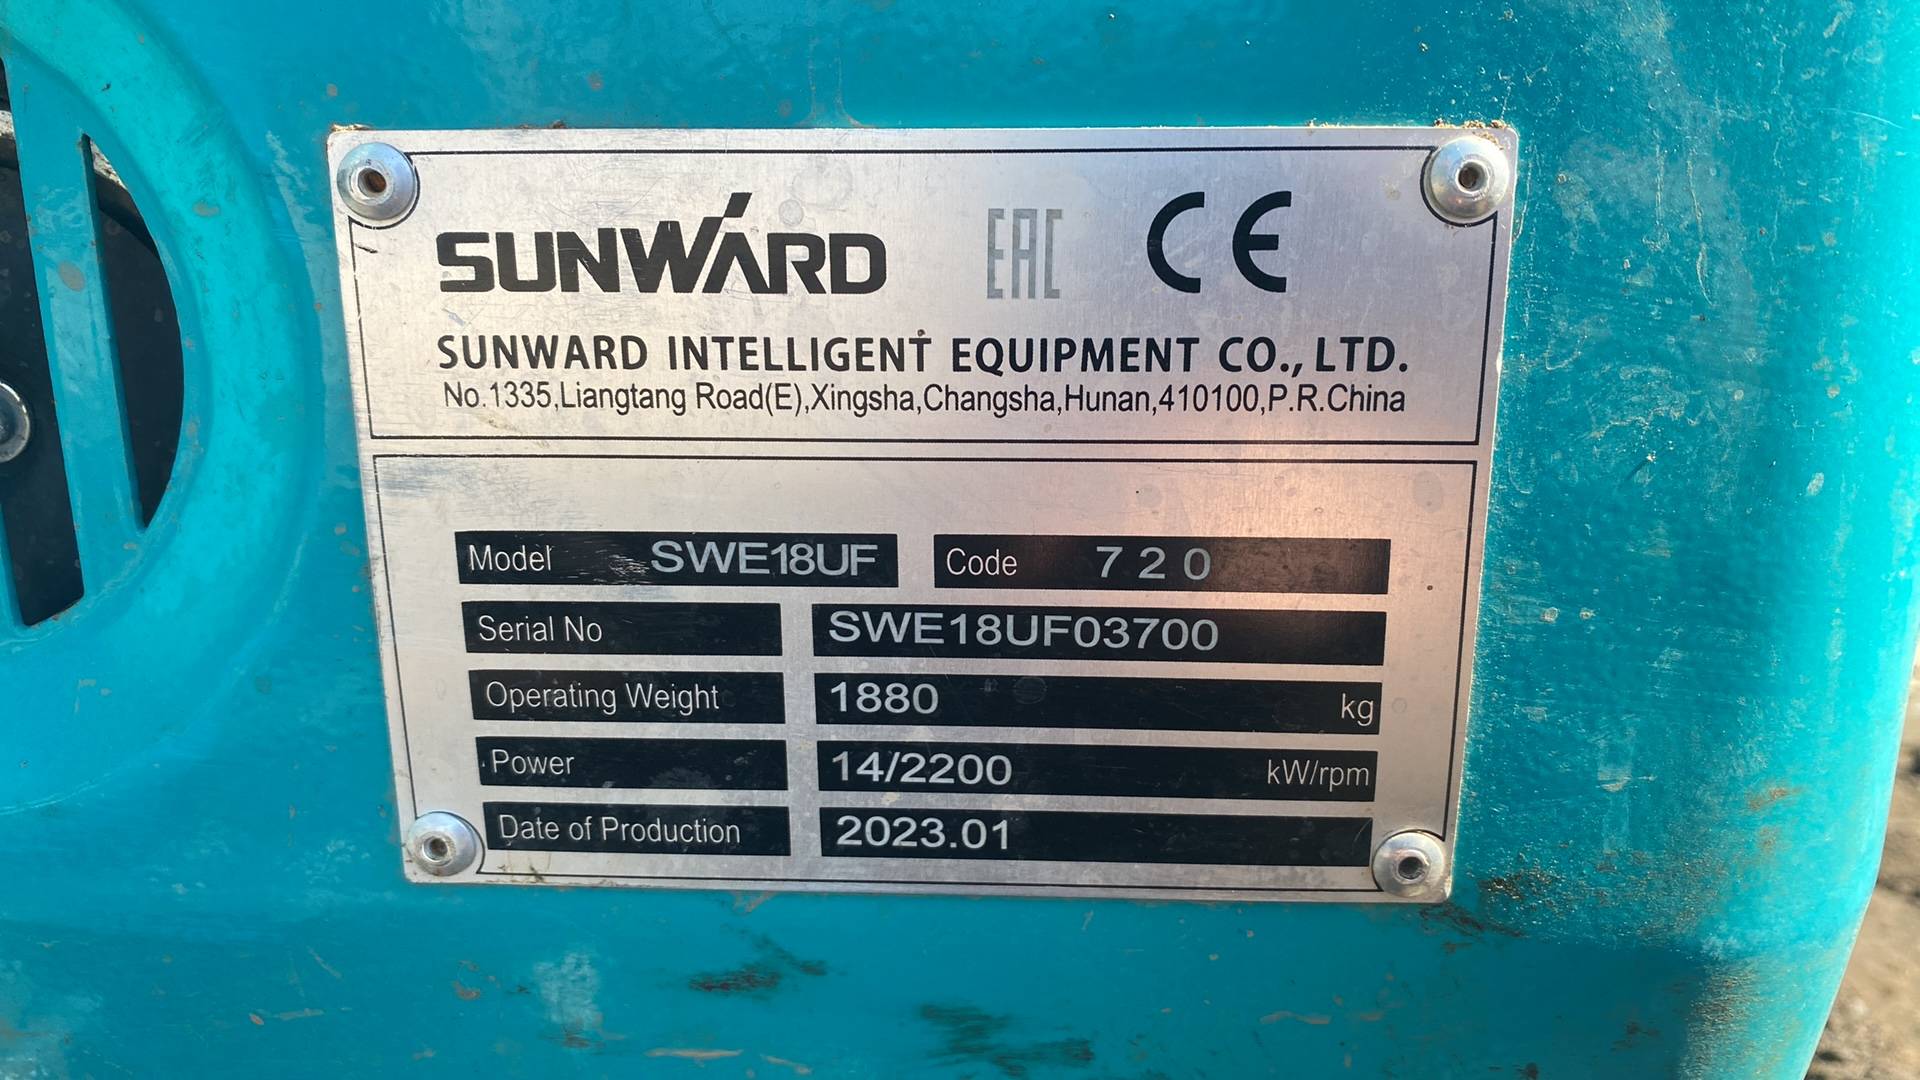 SUNWARD EAC CE
SUNWARD INTELLIGENT EQUIPMENT CO., LTD.
No.1335,Liangtang Road(E),Xingsha,Changsha,Hunan,410100,P.R.China
Model SWE18UF Code 720
Serial No SWE18UF03700
Operating Weight 1880 kg
Power 14/2200 kW/rpm
Date of Production 2023.01